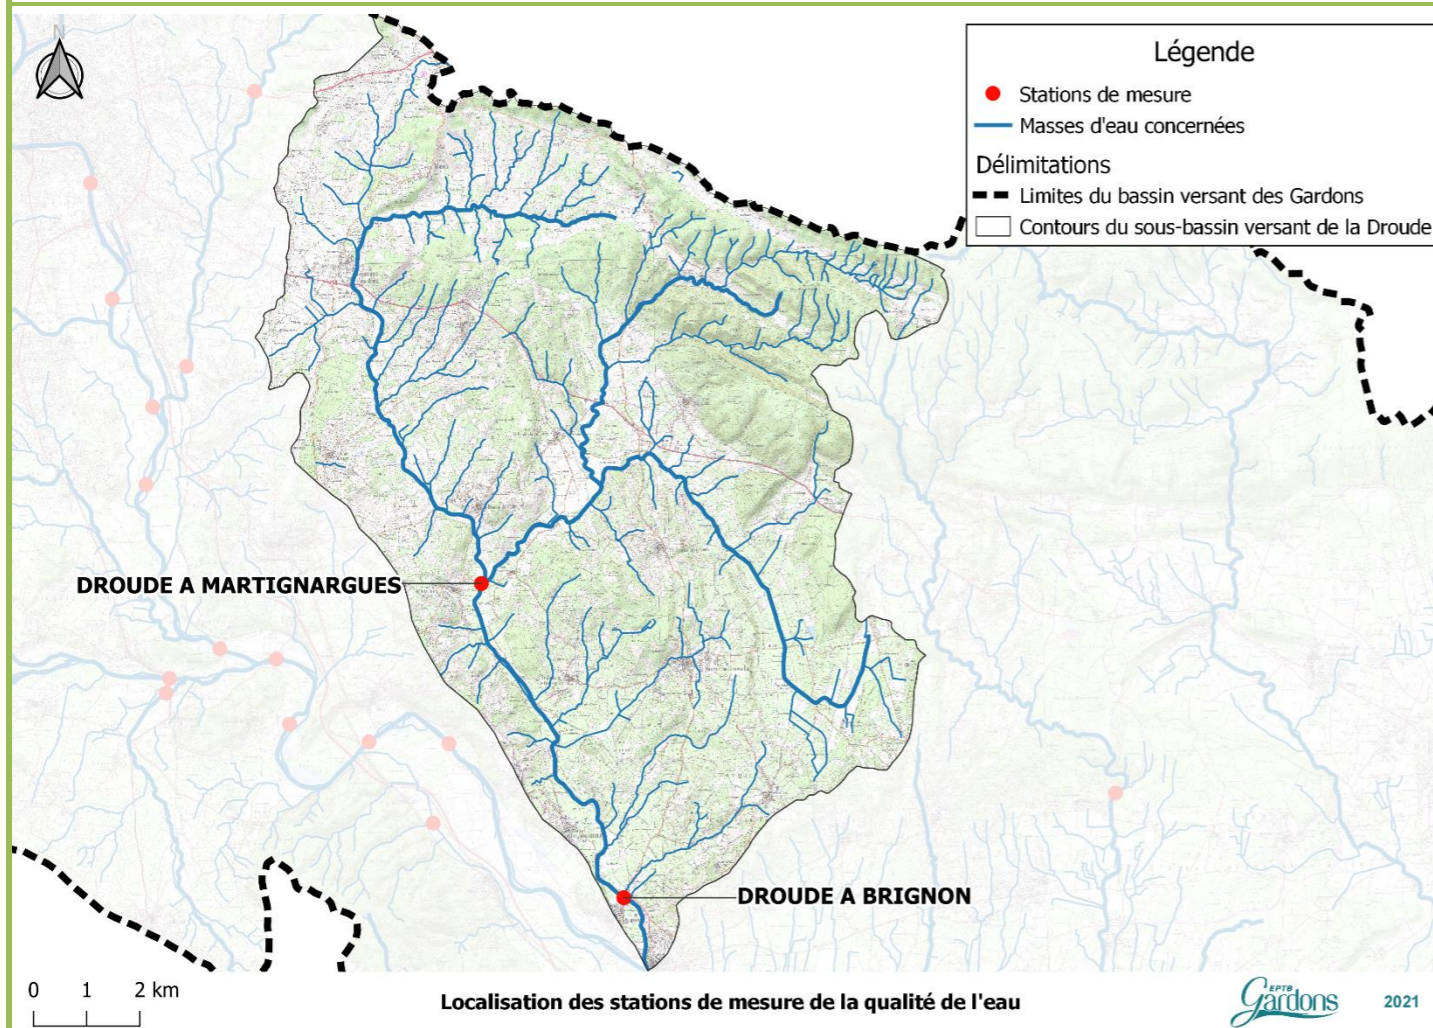 N
Légende
Stations de mesure
Masses d'eau concernées
Délimitations
Limites du bassin versant des Gardons
Contours du sous-bassin versant de la Droude
DROUDE A MARTIGNARGUES
DROUDE A BRIGNON
0 1 2 km
Localisation des stations de mesure de la qualité de l'eau
EPTB
Gardons
2021